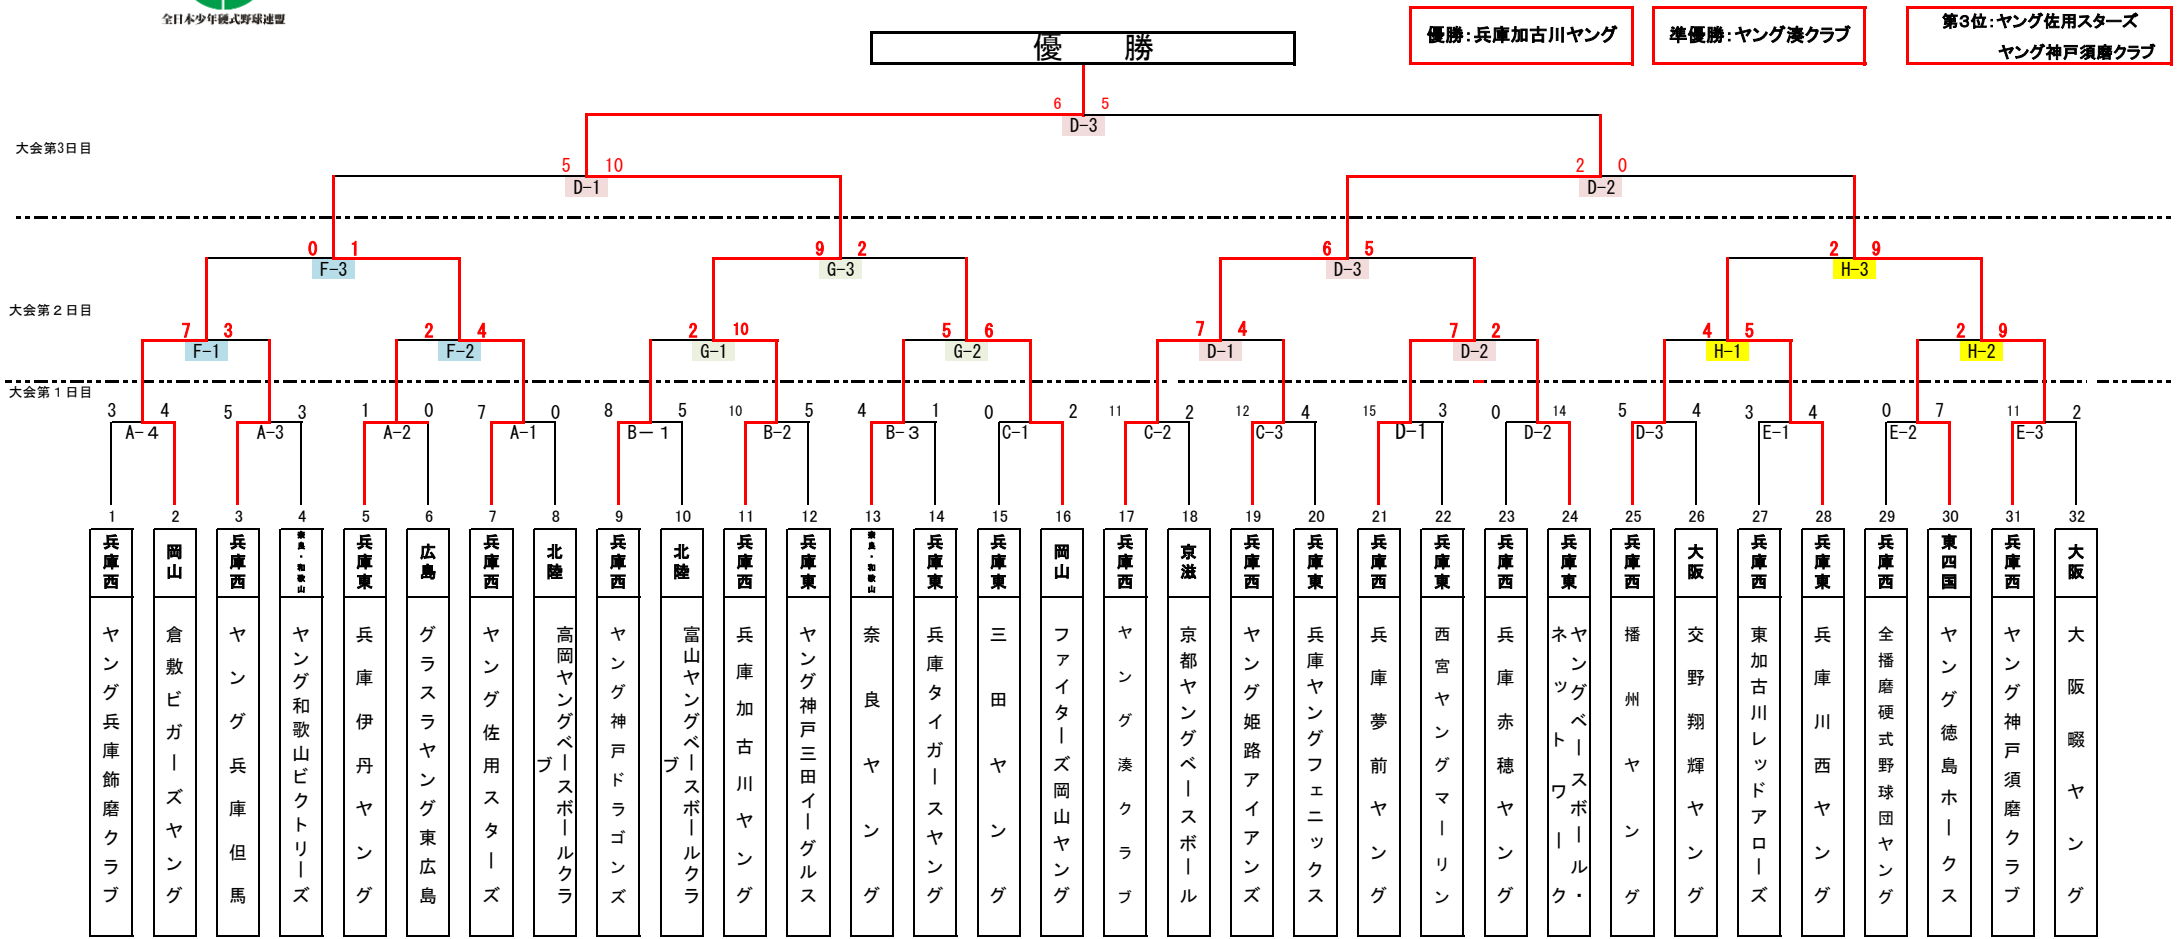 全日本少年硬式野球連盟
優勝
優勝：兵庫加古川ヤング
準優勝：ヤング湊クラブ
第3位：ヤング佐用スターズ
ヤング神戸須磨クラブ
6 5
D-3
大会第3日目
5 10 2 0
D-1 D-2
0 1 9 2 6 5 2 9
F-3 G-3 D-3 H-3
大会第２日目
7 3 2 4 2 10 5 6 7 4 7 2 4 5 2 9
F-1 F-2 G-1 G-2 D-1 D-2 H-1 H-2
大会第１日目
3 4 5 3 1 0 7 0 8 5 10 5 4 1 0 2 11 2 12 4 15 3 0 14 5 4 3 4 0 7 11 2
A-４ A-3 A-2 A-1 B－１ B-2 B-３ C-1 C-2 C-3 D-1 D-2 D-3 E-1 E-2 E-3
1 2 3 4 5 6 7 8 9 10 11 12 13 14 15 16 17 18 19 20 21 22 23 24 25 26 27 28 29 30 31 32
兵庫西 岡山 兵庫西 奈良・和歌山 兵庫東 広島 兵庫西 北陸 兵庫西 北陸 兵庫西 兵庫東 奈良・和歌山 兵庫東 兵庫東 岡山 兵庫西 京滋 兵庫西 兵庫東 兵庫西 兵庫東 兵庫西 兵庫東 兵庫西 大阪 兵庫西 兵庫東 兵庫西 東四国 兵庫西 大阪
ヤング兵庫飾磨クラブ
倉敷ビガーズヤング
ヤング兵庫但馬
ヤング和歌山ビクトリーズ
兵庫伊丹ヤング
グラスラヤング東広島
ヤング佐用スターズ
高岡ヤングベースボールクラブ
ヤング神戸ドラゴンズ
富山ヤングベースボールクラブ
兵庫加古川ヤング
ヤング神戸三田イーグルス
奈良ヤング
兵庫タイガースヤング
三田ヤング
ファイターズ岡山ヤング
ヤング湊クラブ
京都ヤングベースボール
ヤング姫路アイアンズ
兵庫ヤングフェニックス
兵庫夢前ヤング
西宮ヤングマーリン
兵庫赤穂ヤング
ヤングベースボール・ネットワーク
播州ヤング
交野翔輝ヤング
東加古川レッドアローズ
兵庫川西ヤング
全播磨硬式野球団ヤング
ヤング徳島ホークス
ヤング神戸須磨クラブ
大阪畷ヤング